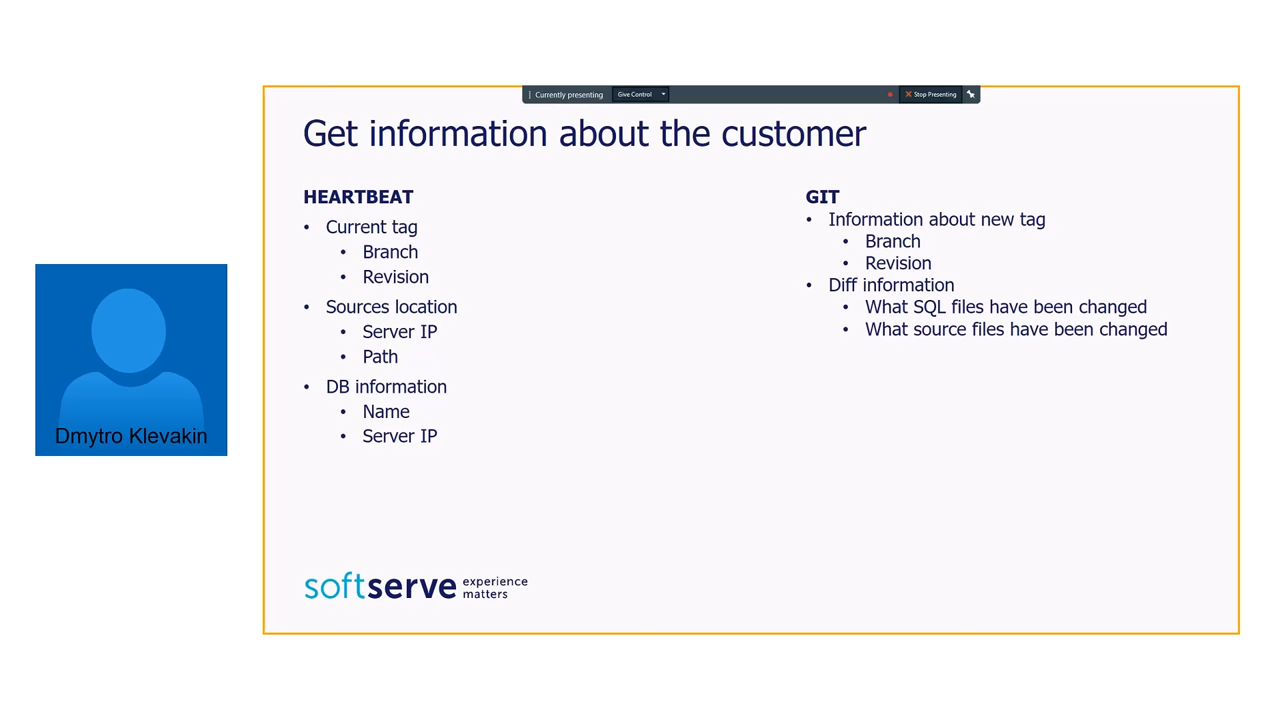 Currently presenting
Give Control
Stop Presenting
Get information about the customer
HEARTBEAT
• Current tag
• Branch
• Revision
• Sources location
• Server IP
• Path
• DB information
• Name
• Server IP
GIT
• Information about new tag
• Branch
• Revision
• Diff information
• What SQL files have been changed
• What source files have been changed
Dmytro Klevakin
softserve experience
matters